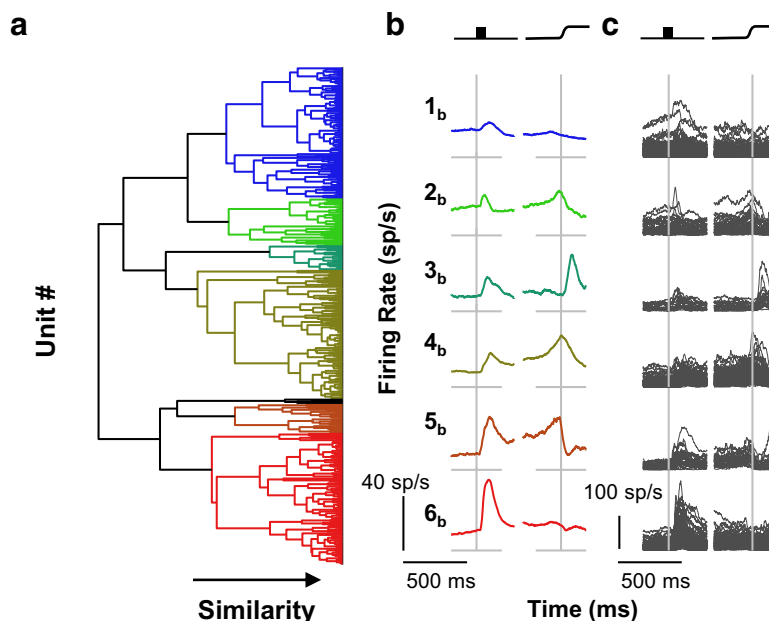 a
b
c
Unit #
Similarity
Firing Rate (sp/s)
1b
2b
3b
4b
5b
6b
40 sp/s
500 ms
100 sp/s
500 ms
Time (ms)